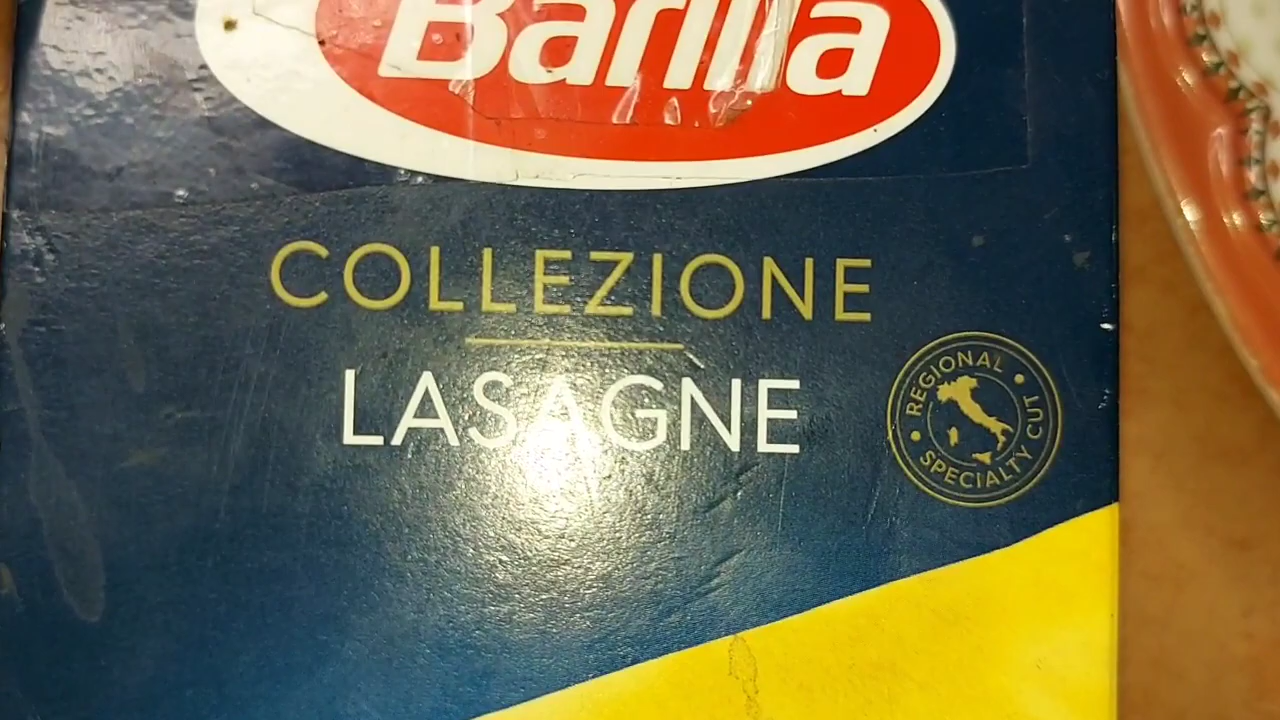 Barilla
COLLEZIONE
LASAGNE
REGIONAL
SPECIALTY CUT